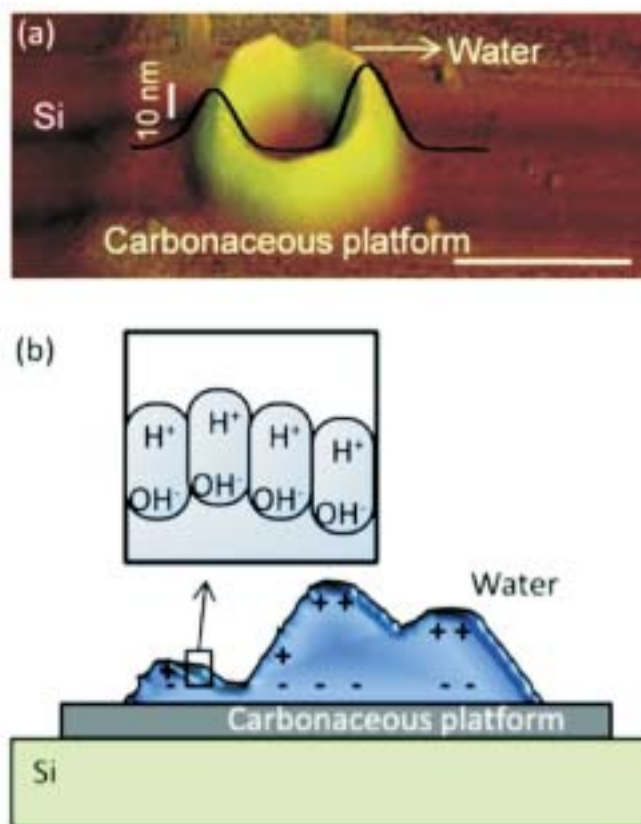 (a)
Water
10 nm
Si
Carbonaceous platform
(b)
H⁺ H⁺ H⁺ H⁺
OH⁻ OH⁻ OH⁻ OH⁻
Water
+ + + + + +
- - - - - - -
Carbonaceous platform
Si